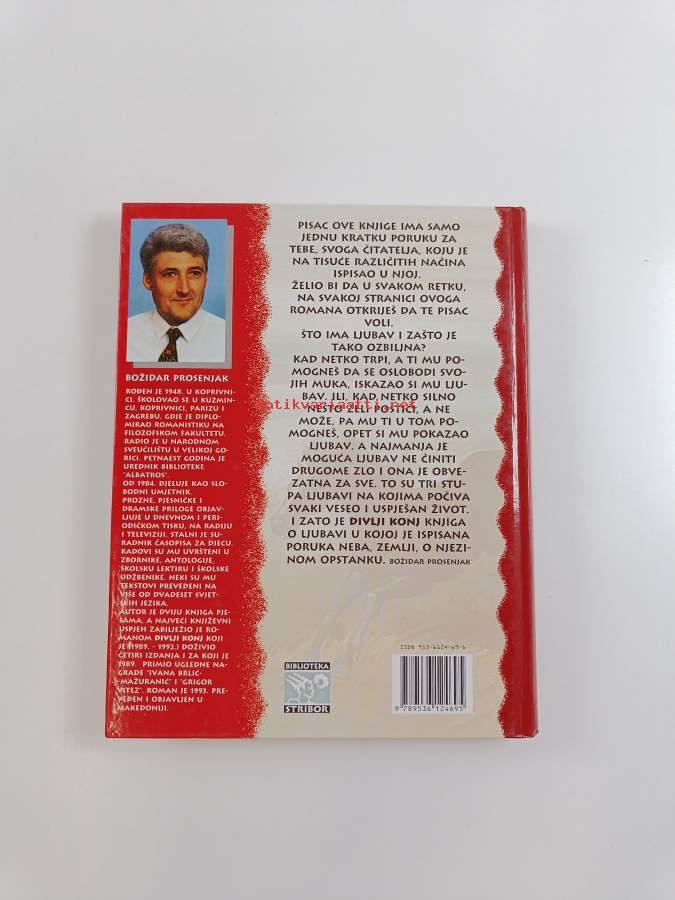 BOŽIDAR PROSENJAK
ROĐEN JE 1948. U KOPRIVNI-
CI. ŠKOLOVAO SE U KUZMIN-
CU, KOPRIVNICI, PARIZU I
ZAGREBU, GDJE JE DIPLO-
MIRAO ROMANISTIKU NA
FILOZOFSKOM FAKULTETU.
RADIO JE U NARODNOM
SVEUČILIŠTU U VELIKOJ GO-
RICI. PETNAEST GODINA JE
UREDNIK BIBLIOTEKE
"ALBATROS".
OD 1984. DJELUJE KAO SLO-
BODNI UMJETNIK.
PROZNE, PJESNIČKE I
DRAMSKE PRILOGE OBJAV-
LJUJE U DNEVNOM I PERI-
ODIČKOM TISKU, NA RADIJU
I TELEVIZIJI. STALNI JE SU-
RADNIK ČASOPISA ZA DJECU.
RADOVI SU MU UVRŠTENI U
ZBORNIKE, ANTOLOGIJE,
ŠKOLSKU LEKTIRU I ŠKOLSKE
UDŽBENIKE. NEKI SU MU
TEKSTOVI PREVEDENI NA
VIŠE OD DVADESET SVJET-
SKIH JEZIKA.
AUTOR JE DVIJU KNJIGA PJE-
SAMA, A NAJVEĆI KNJIŽEVNI
USPJEH ZABILJEŽIO JE RO-
MANOM DIVLJI KONJ KOJI
JE (1989. - 1992.) DOŽIVIO
ČETIRI IZDANJA I ZA KOJI JE
1989. PRIMIO UGLEDNE NA-
GRADE "IVANA BRLIĆ-
-MAŽURANIĆ" I "GRIGOR
VITEZ". ROMAN JE 1993. PRE-
VEDEN I OBJAVLJEN U
MAKEDONIJI.
PISAC OVE KNJIGE IMA SAMO
JEDNU KRATKU PORUKU ZA
TEBE, SVOGA ČITATELJA, KOJU JE
NA TISUĆE RAZLIČITIH NAČINA
ISPISAO U NJOJ.
ŽELIO BI DA U SVAKOM RETKU,
NA SVAKOJ STRANICI OVOGA
ROMANA OTKRIJEŠ DA TE PISAC
VOLI.
ŠTO IMA LJUBAV I ZAŠTO JE
TAKO OZBILJNA?
KAD NETKO TRPI, A TI MU PO-
MOGNEŠ DA SE OSLOBODI SVO-
JIH MUKA, ISKAZAO SI MU LJU-
BAV. ILI, KAD NETKO SILNO
NEŠTO ŽELI POSTIĆI, A NE
MOŽE, PA MU TI U TOM PO-
MOGNEŠ, OPET SI MU POKAZAO
LJUBAV. A NAJMANJA JE
MOGUĆA LJUBAV NE ČINITI
DRUGOME ZLO I ONA JE OBVE-
ZATNA ZA SVE. TO SU TRI STU-
PA LJUBAVI NA KOJIMA POČIVA
SVAKI VESEO I USPJEŠAN ŽIVOT.
I ZATO JE DIVLJI KONJ KNJIGA
O LJUBAVI U KOJOJ JE ISPISANA
PORUKA NEBA, ZEMLJI, O NJEZI-
NOM OPSTANKU. BOŽIDAR PROSENJAK
antikvariaatti.net
BIBLIOTEKA
STRIBOR
ISBN 953-6124-69-6
9 789536 124695